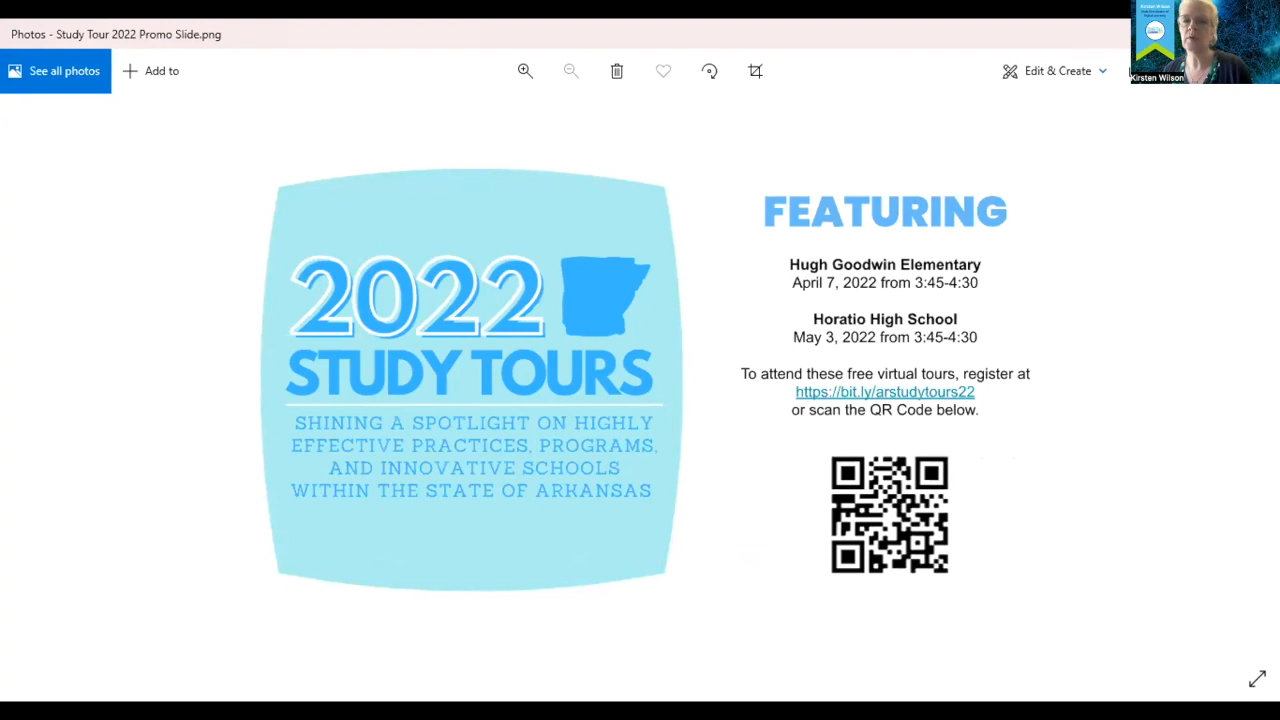 Photos - Study Tour 2022 Promo Slide.png
See all photos
Add to
Edit & Create
Kirsten Wilson
Kirsten Wilson
2022
STUDY TOURS
SHINING A SPOTLIGHT ON HIGHLY
EFFECTIVE PRACTICES, PROGRAMS,
AND INNOVATIVE SCHOOLS
WITHIN THE STATE OF ARKANSAS
FEATURING
Hugh Goodwin Elementary
April 7, 2022 from 3:45-4:30
Horatio High School
May 3, 2022 from 3:45-4:30
To attend these free virtual tours, register at
https://bit.ly/arstudytours22
or scan the QR Code below.